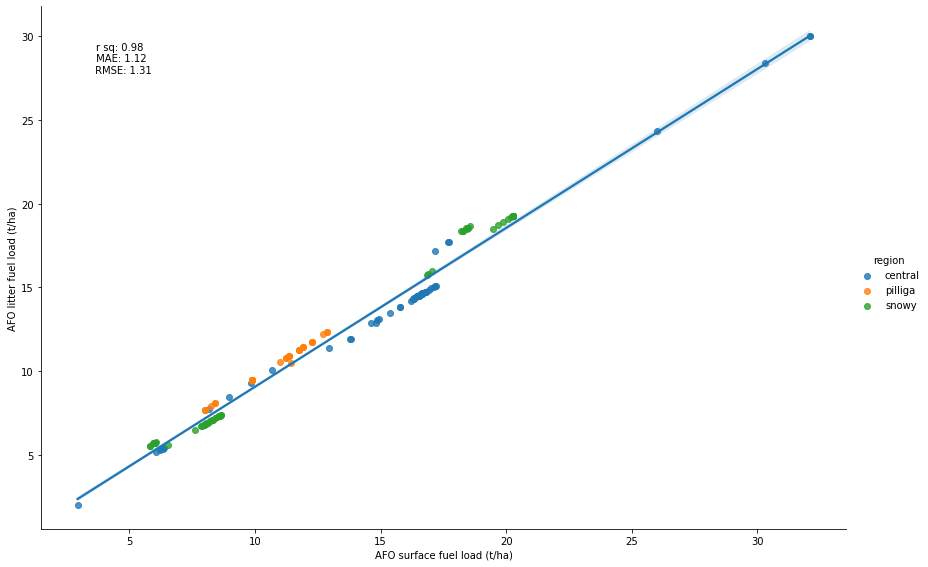 r sq: 0.98
MAE: 1.12
RMSE: 1.31
30
25
20
15
10
5
AFO litter fuel load (t/ha)
5
10
15
20
25
30
AFO surface fuel load (t/ha)
region
central
pilliga
snowy